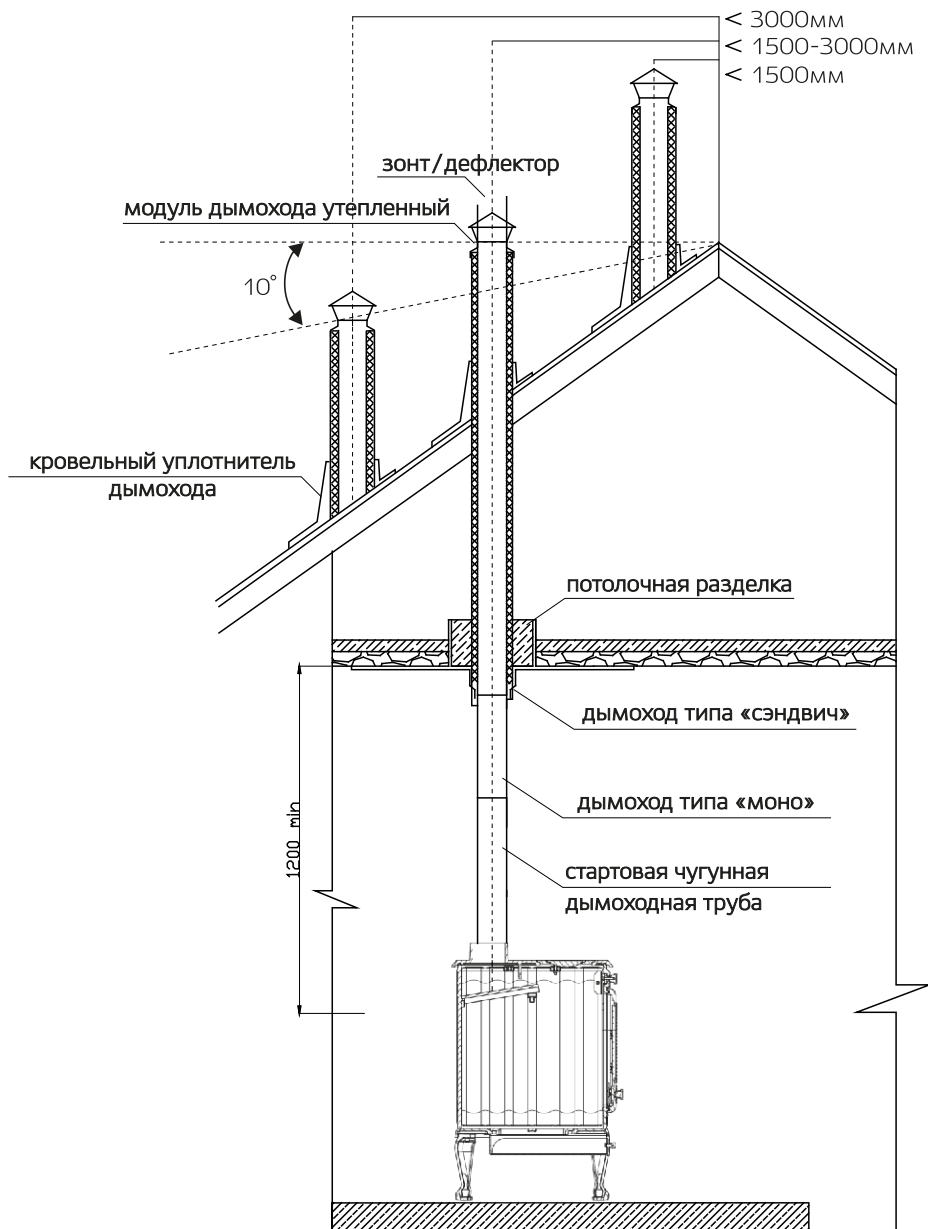 < 3000мм
< 1500-3000мм
< 1500мм
зонт/дефлектор
модуль дымохода утепленный
10°
кровельный уплотнитель
дымохода
потолочная разделка
дымоход типа «сэндвич»
дымоход типа «моно»
1200 min
стартовая чугунная
дымоходная труба